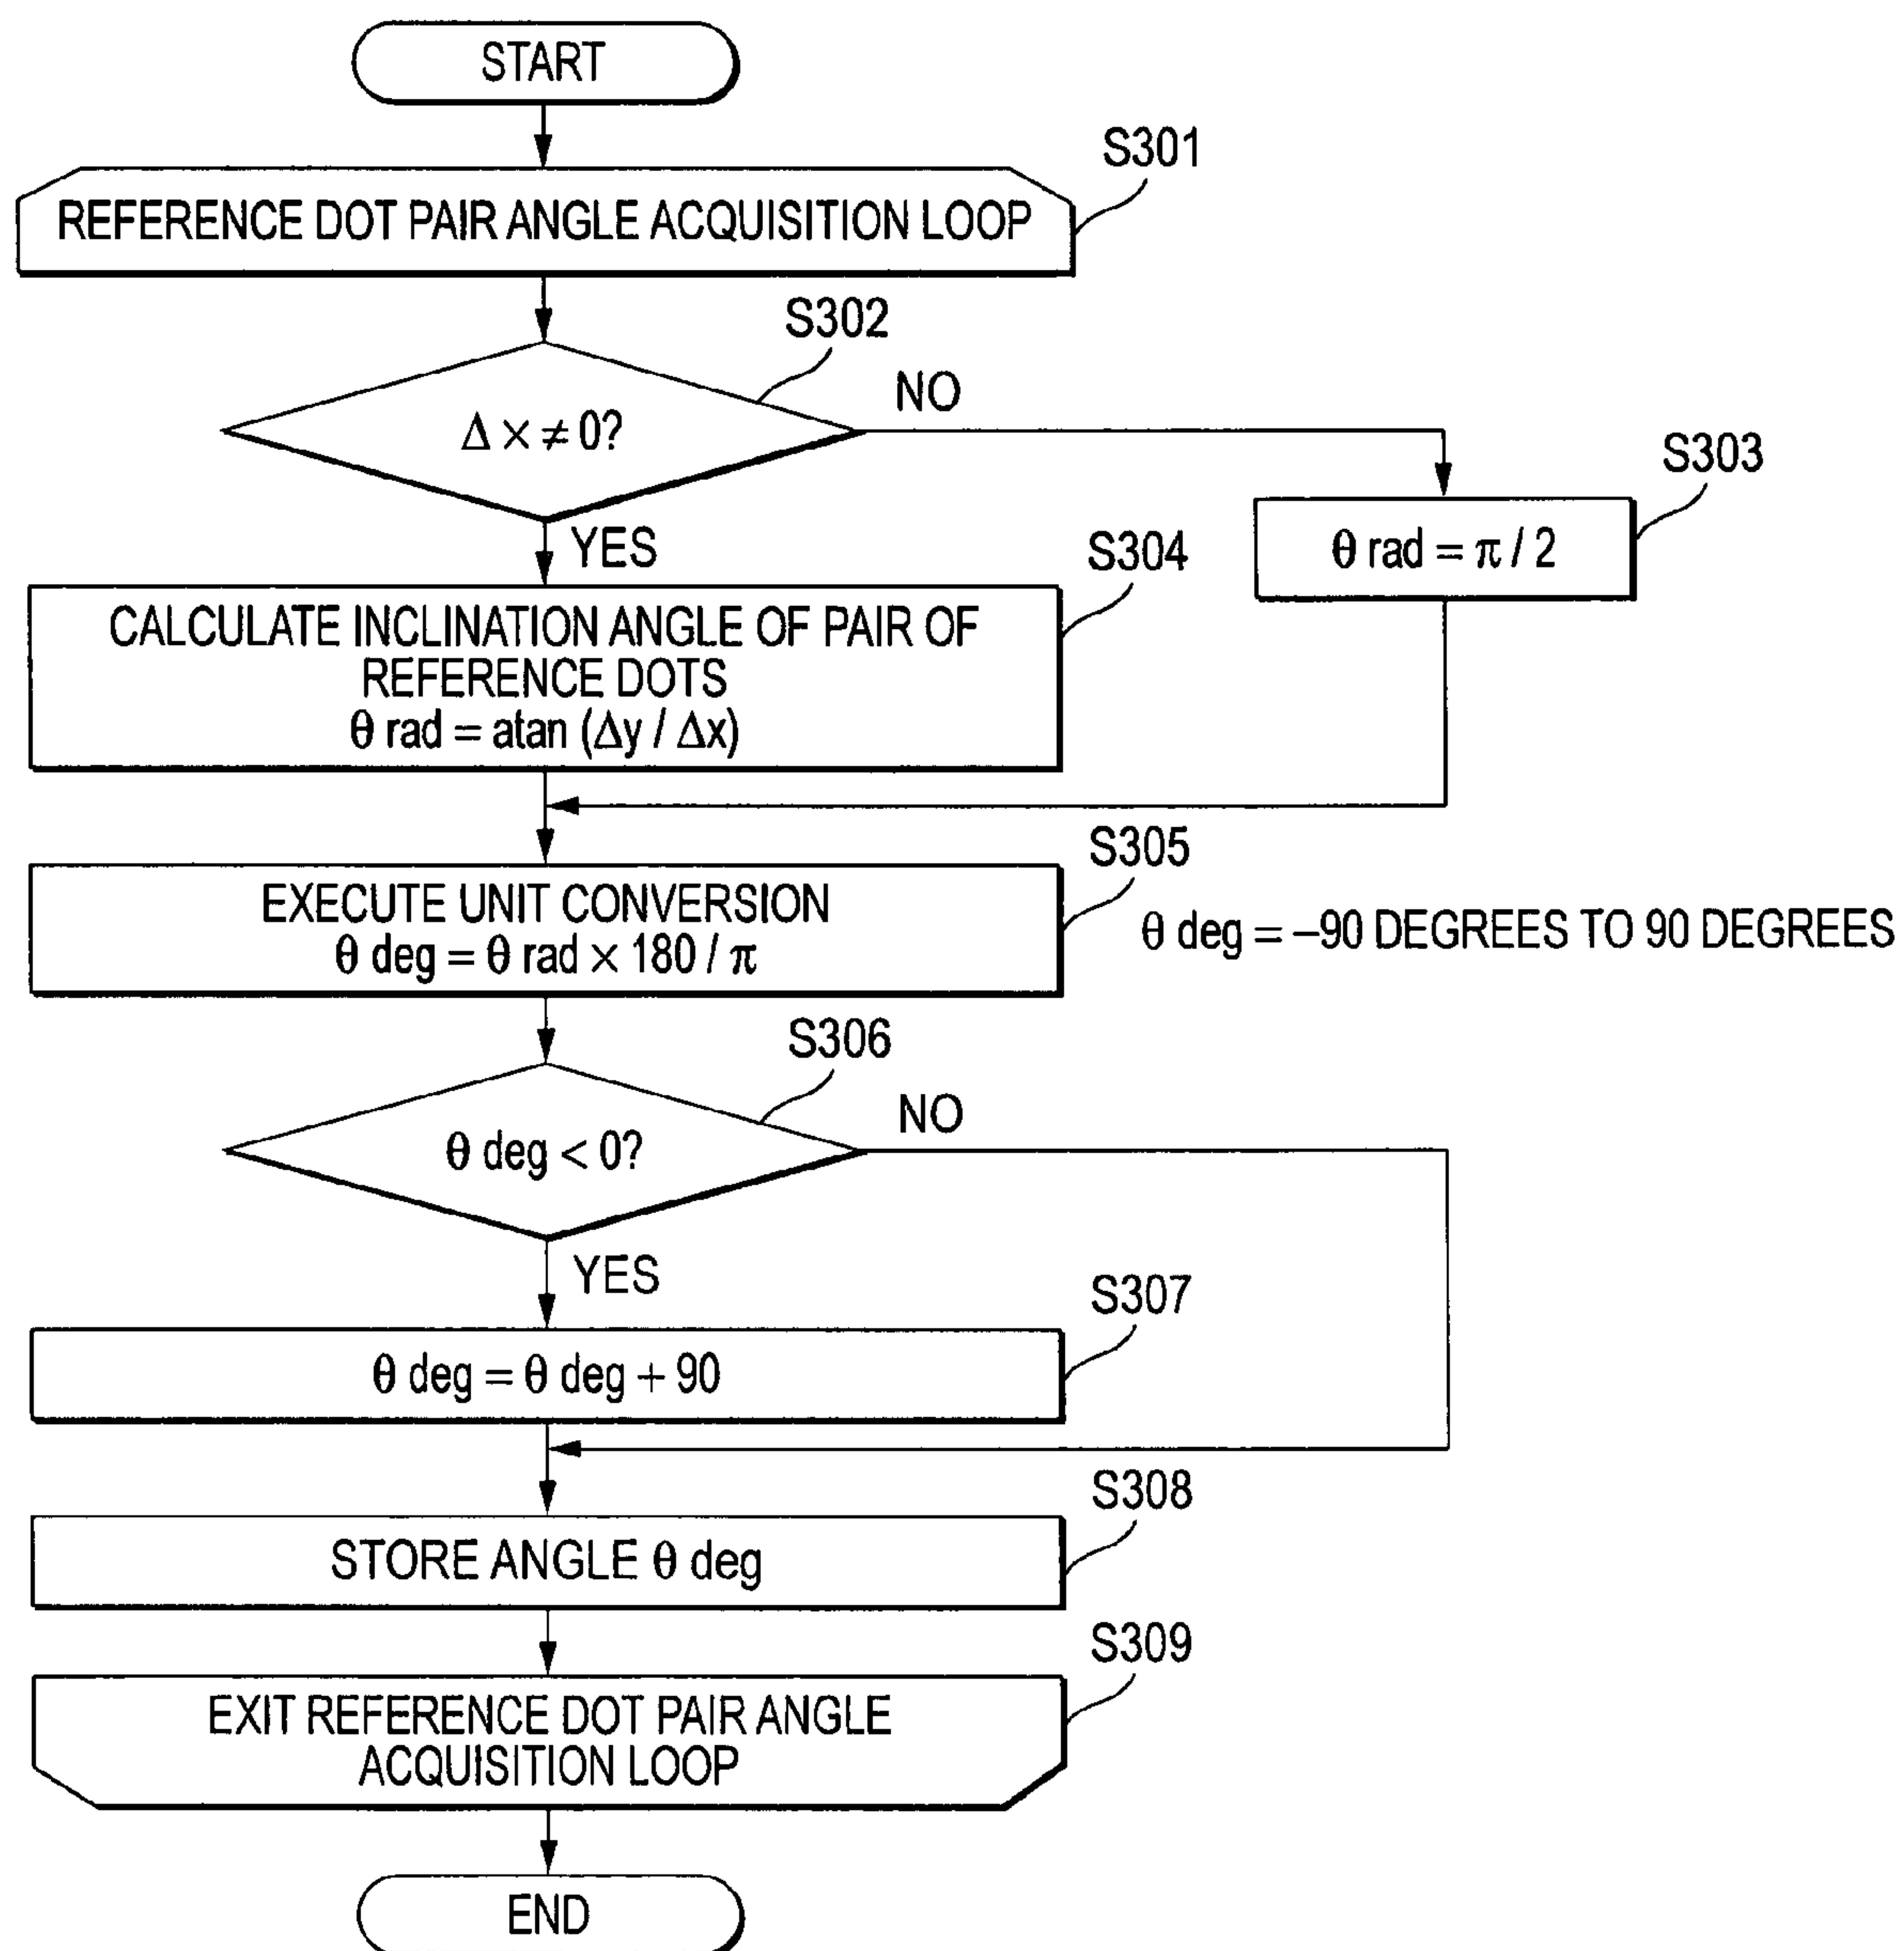 START
S301
REFERENCE DOT PAIR ANGLE ACQUISITION LOOP
S302
Δ × ≠ 0?
NO
S303
θ rad = π / 2
YES
S304
CALCULATE INCLINATION ANGLE OF PAIR OF
REFERENCE DOTS
θ rad = atan (Δy / Δx)
S305
EXECUTE UNIT CONVERSION
θ deg = θ rad × 180 / π
θ deg = –90 DEGREES TO 90 DEGREES
S306
θ deg < 0?
NO
YES
S307
θ deg = θ deg + 90
S308
STORE ANGLE θ deg
S309
EXIT REFERENCE DOT PAIR ANGLE
ACQUISITION LOOP
END